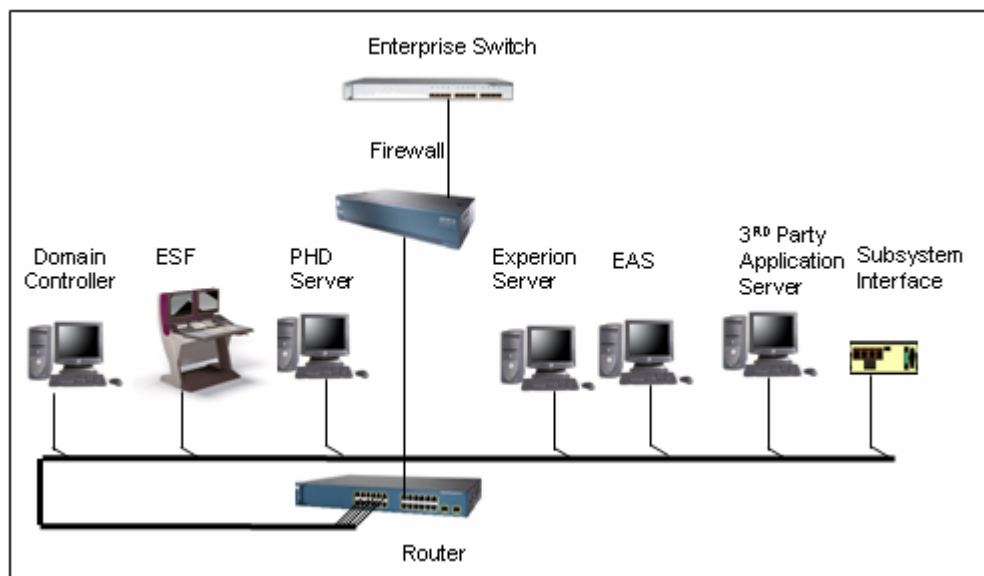 Enterprise Switch
Firewall
Domain
Controller
ESF
PHD
Server
Experion
Server
EAS
3RD Party
Application
Server
Subsystem
Interface
Router